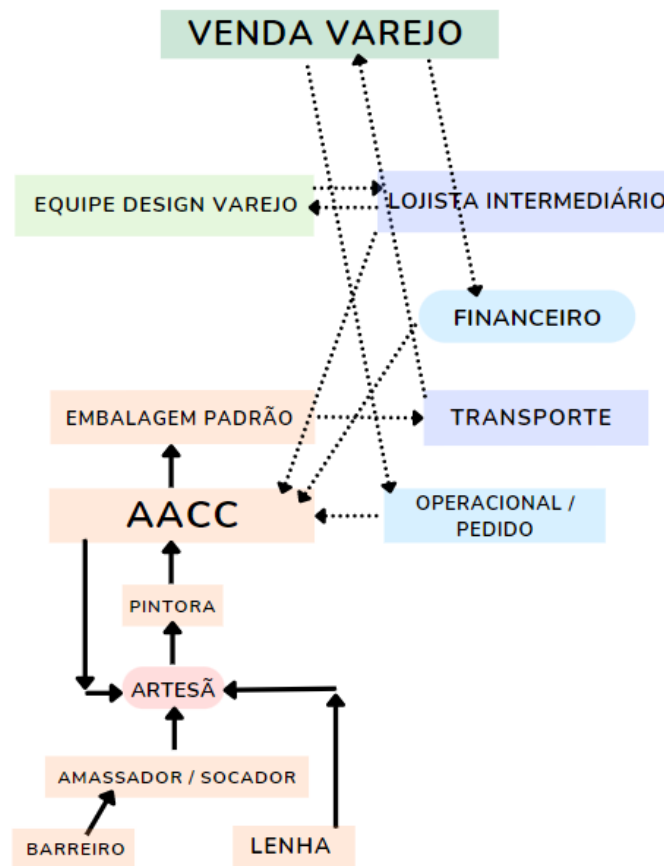 VENDA VAREJO
EQUIPE DESIGN VAREJO
LOJISTA INTERMEDIÁRIO
FINANCEIRO
EMBALAGEM PADRÃO
TRANSPORTE
AACC
OPERACIONAL /
PEDIDO
PINTORA
ARTESÃ
AMASSADOR / SOCADOR
BARREIRO
LENHA